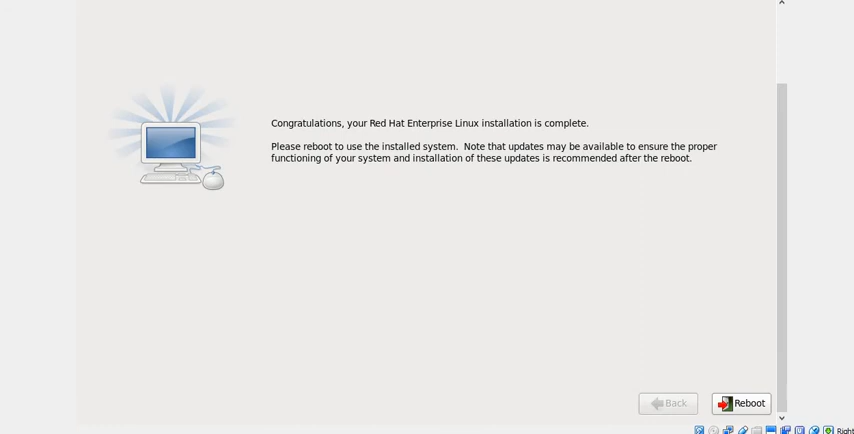 Congratulations, your Red Hat Enterprise Linux installation is complete.
Please reboot to use the installed system.  Note that updates may be available to ensure the proper
functioning of your system and installation of these updates is recommended after the reboot.
Back
Reboot
Right